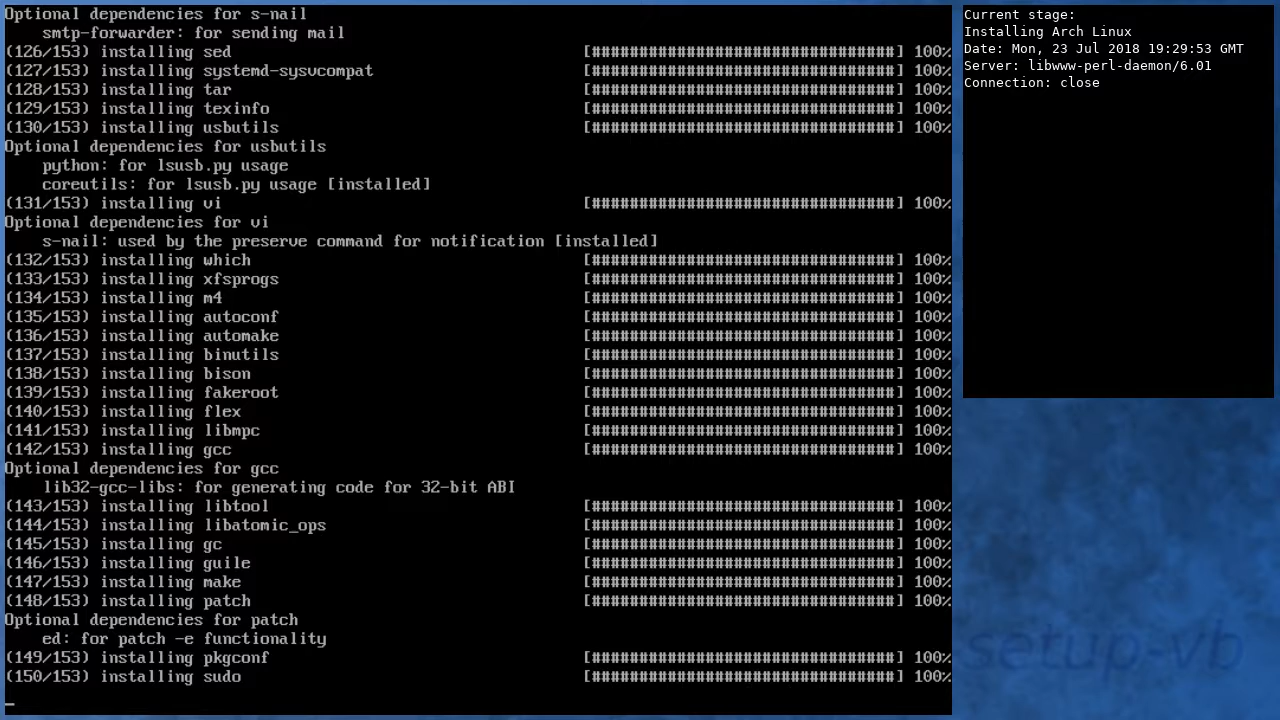 Optional dependencies for s-nail
smtp-forwarder: for sending mail
(126/153) installing sed [################################] 100%
(127/153) installing systemd-sysvcompat [################################] 100%
(128/153) installing tar [################################] 100%
(129/153) installing texinfo [################################] 100%
(130/153) installing usbutils [################################] 100%
Optional dependencies for usbutils
python: for lsusb.py usage
coreutils: for lsusb.py usage [installed]
(131/153) installing vi [################################] 100%
Optional dependencies for vi
s-nail: used by the preserve command for notification [installed]
(132/153) installing which [################################] 100%
(133/153) installing xfsprogs [################################] 100%
(134/153) installing m4 [################################] 100%
(135/153) installing autoconf [################################] 100%
(136/153) installing automake [################################] 100%
(137/153) installing binutils [################################] 100%
(138/153) installing bison [################################] 100%
(139/153) installing fakeroot [################################] 100%
(140/153) installing flex [################################] 100%
(141/153) installing libmpc [################################] 100%
(142/153) installing gcc [################################] 100%
Optional dependencies for gcc
lib32-gcc-libs: for generating code for 32-bit ABI
(143/153) installing libtool [################################] 100%
(144/153) installing libatomic_ops [################################] 100%
(145/153) installing gc [################################] 100%
(146/153) installing guile [################################] 100%
(147/153) installing make [################################] 100%
(148/153) installing patch [################################] 100%
Optional dependencies for patch
ed: for patch -e functionality
(149/153) installing pkgconf [################################] 100%
(150/153) installing sudo [################################] 100%
_
Current stage:
Installing Arch Linux
Date: Mon, 23 Jul 2018 19:29:53 GMT
Server: libwww-perl-daemon/6.01
Connection: close
setup-vb